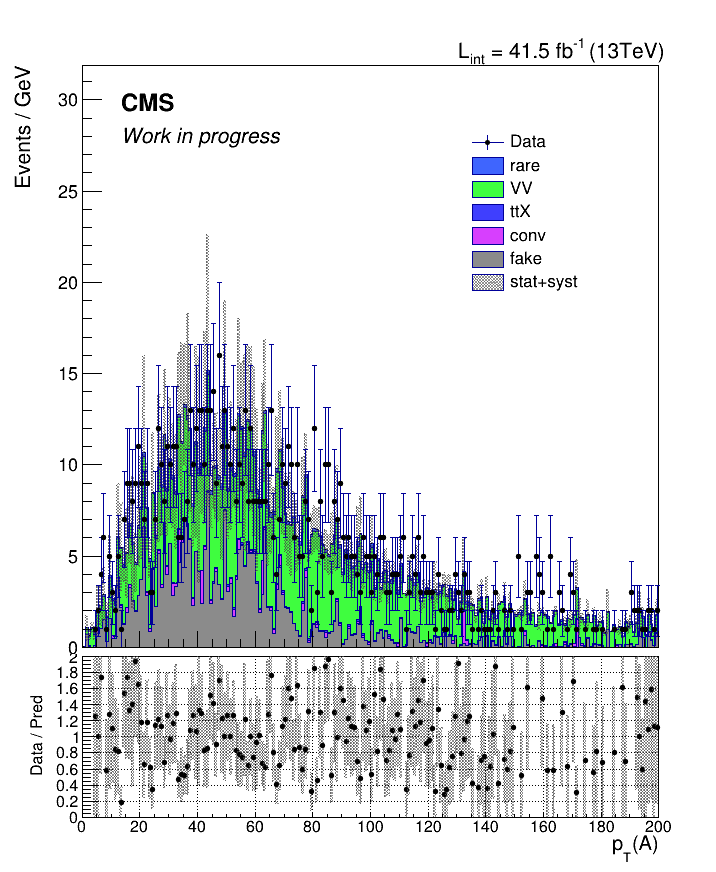 L_int = 41.5 fb^-1 (13TeV)
Events / GeV
CMS
Work in progress
Data
rare
VV
ttX
conv
fake
stat+syst
30
25
20
15
10
5
0
Data / Pred
2
1.8
1.6
1.4
1.2
1
0.8
0.6
0.4
0.2
0
0 20 40 60 80 100 120 140 160 180 200
p_T(A)